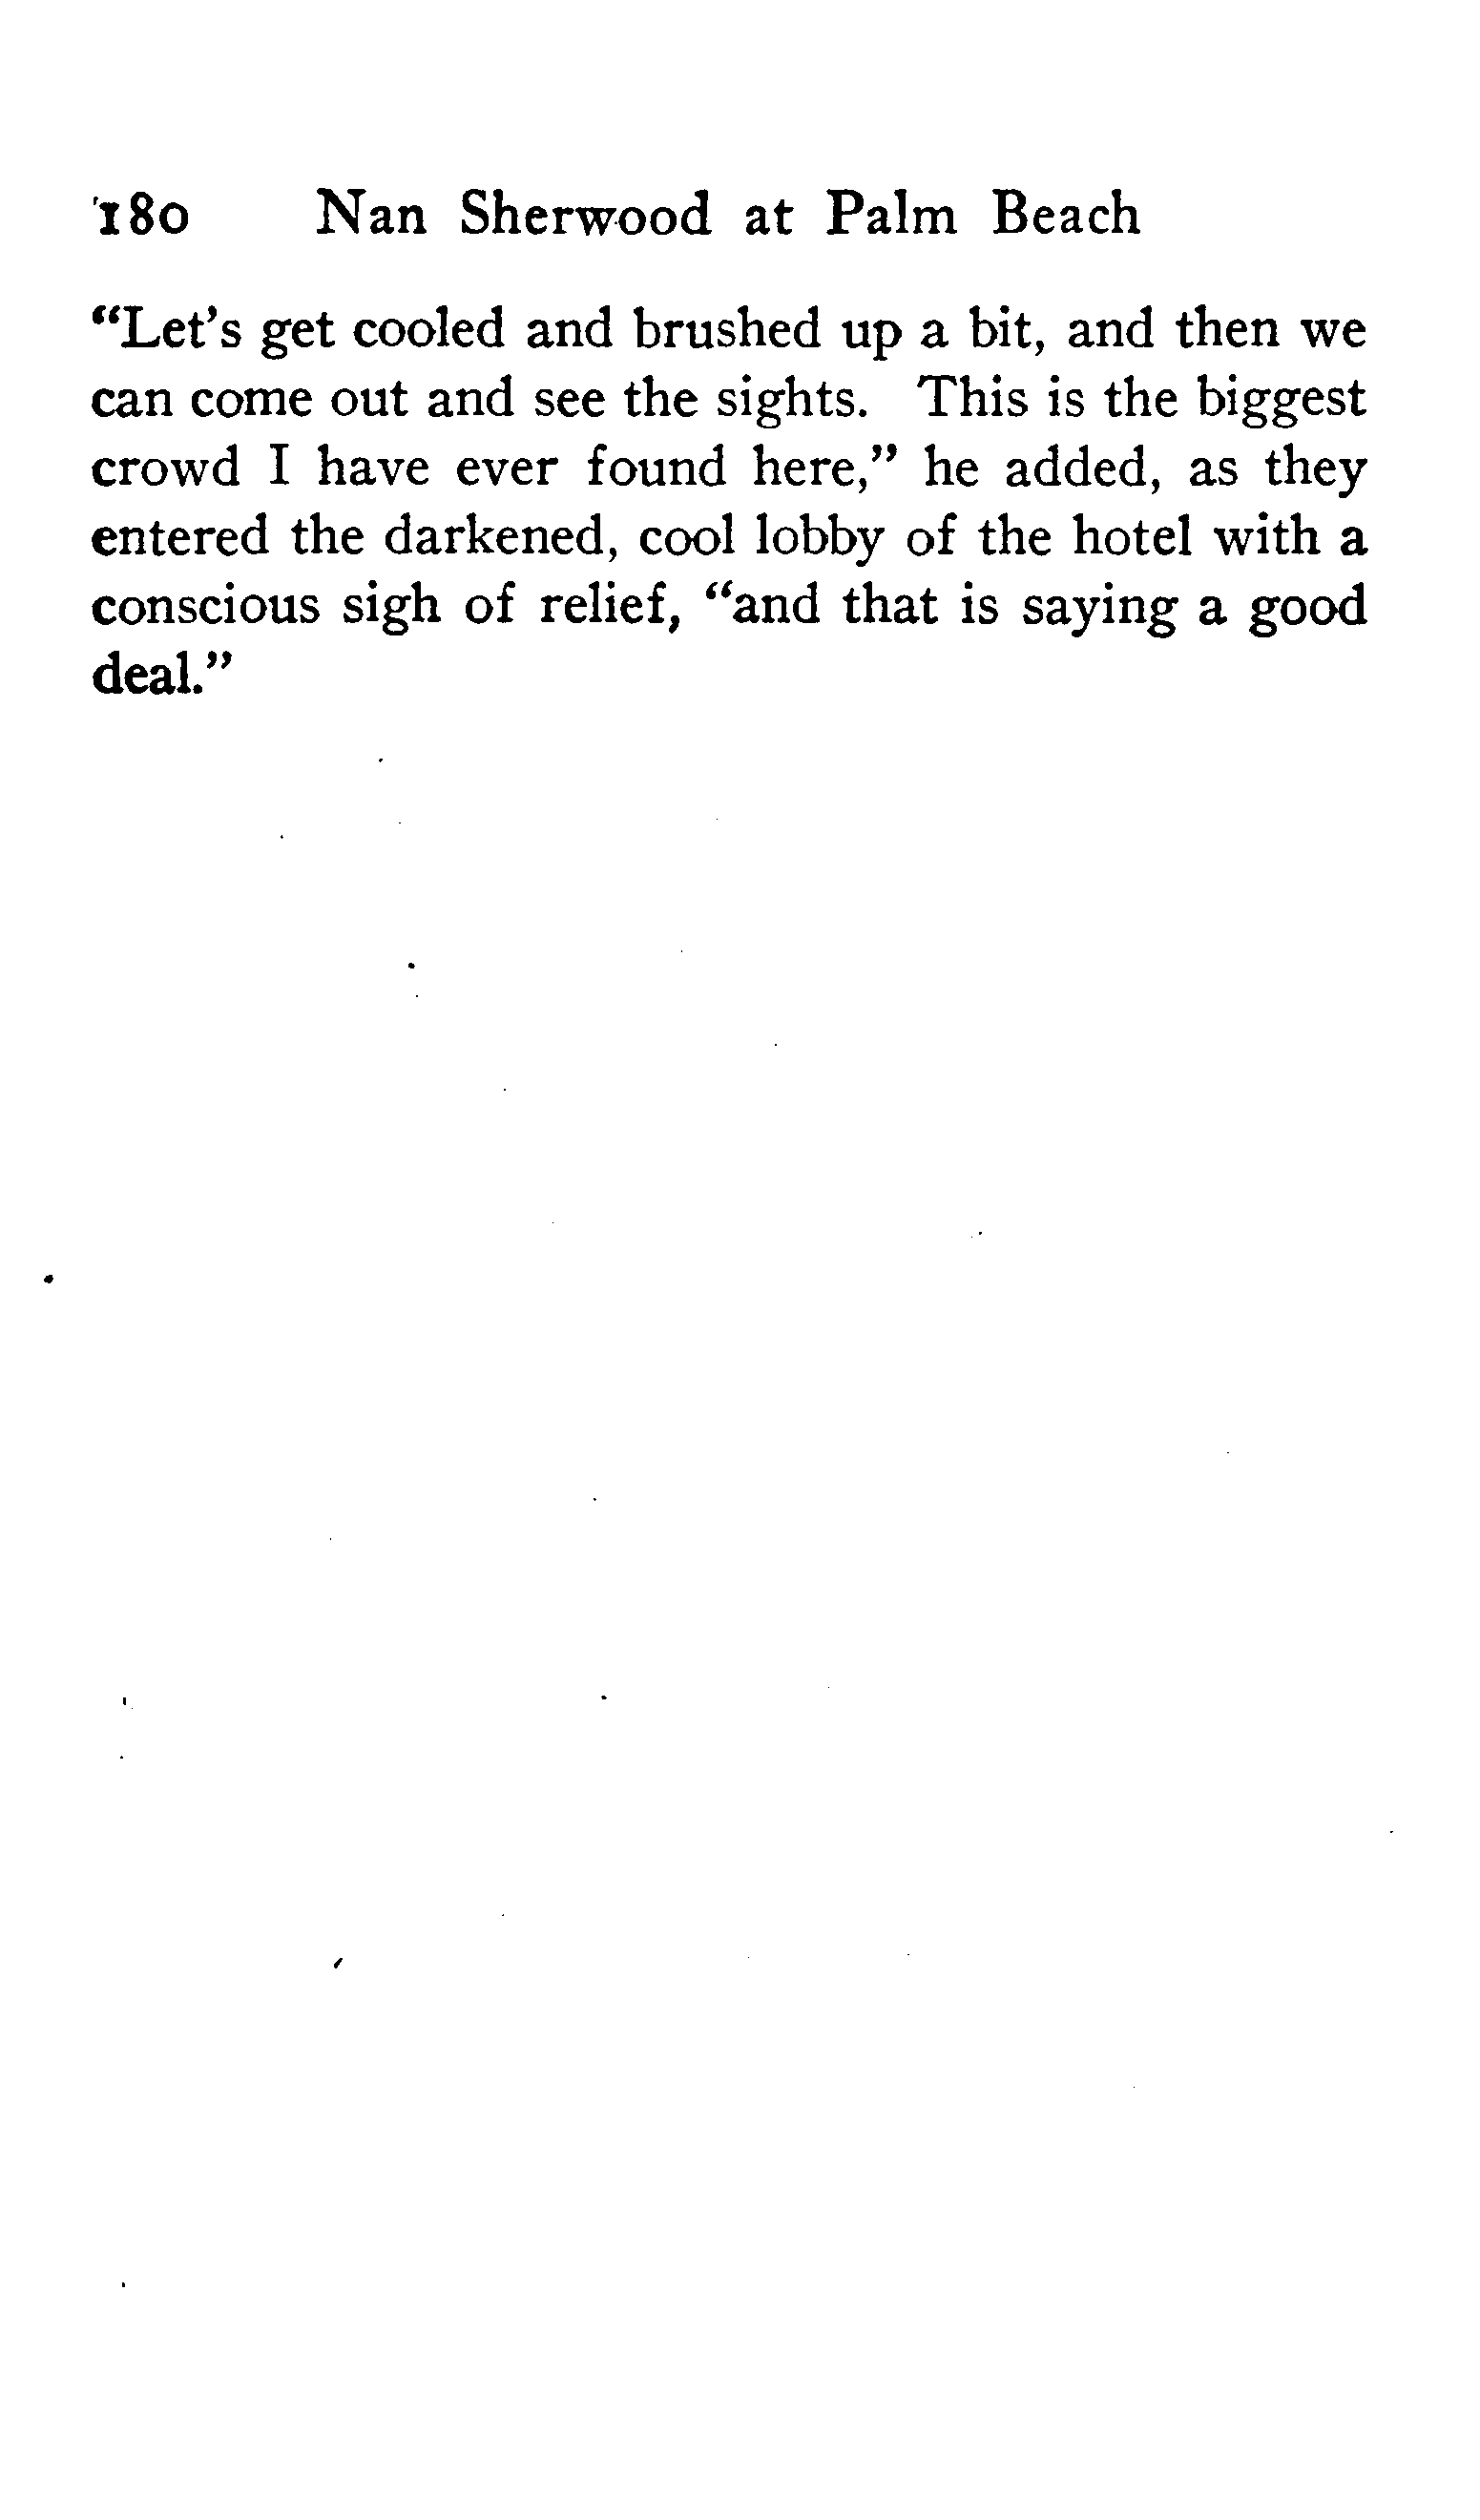 180 Nan Sherwood at Palm Beach
“Let’s get cooled and brushed up a bit, and then we
can come out and see the sights. This is the biggest
crowd I have ever found here,” he added, as they
entered the darkened, cool lobby of the hotel with a
conscious sigh of relief, “and that is saying a good
deal.”